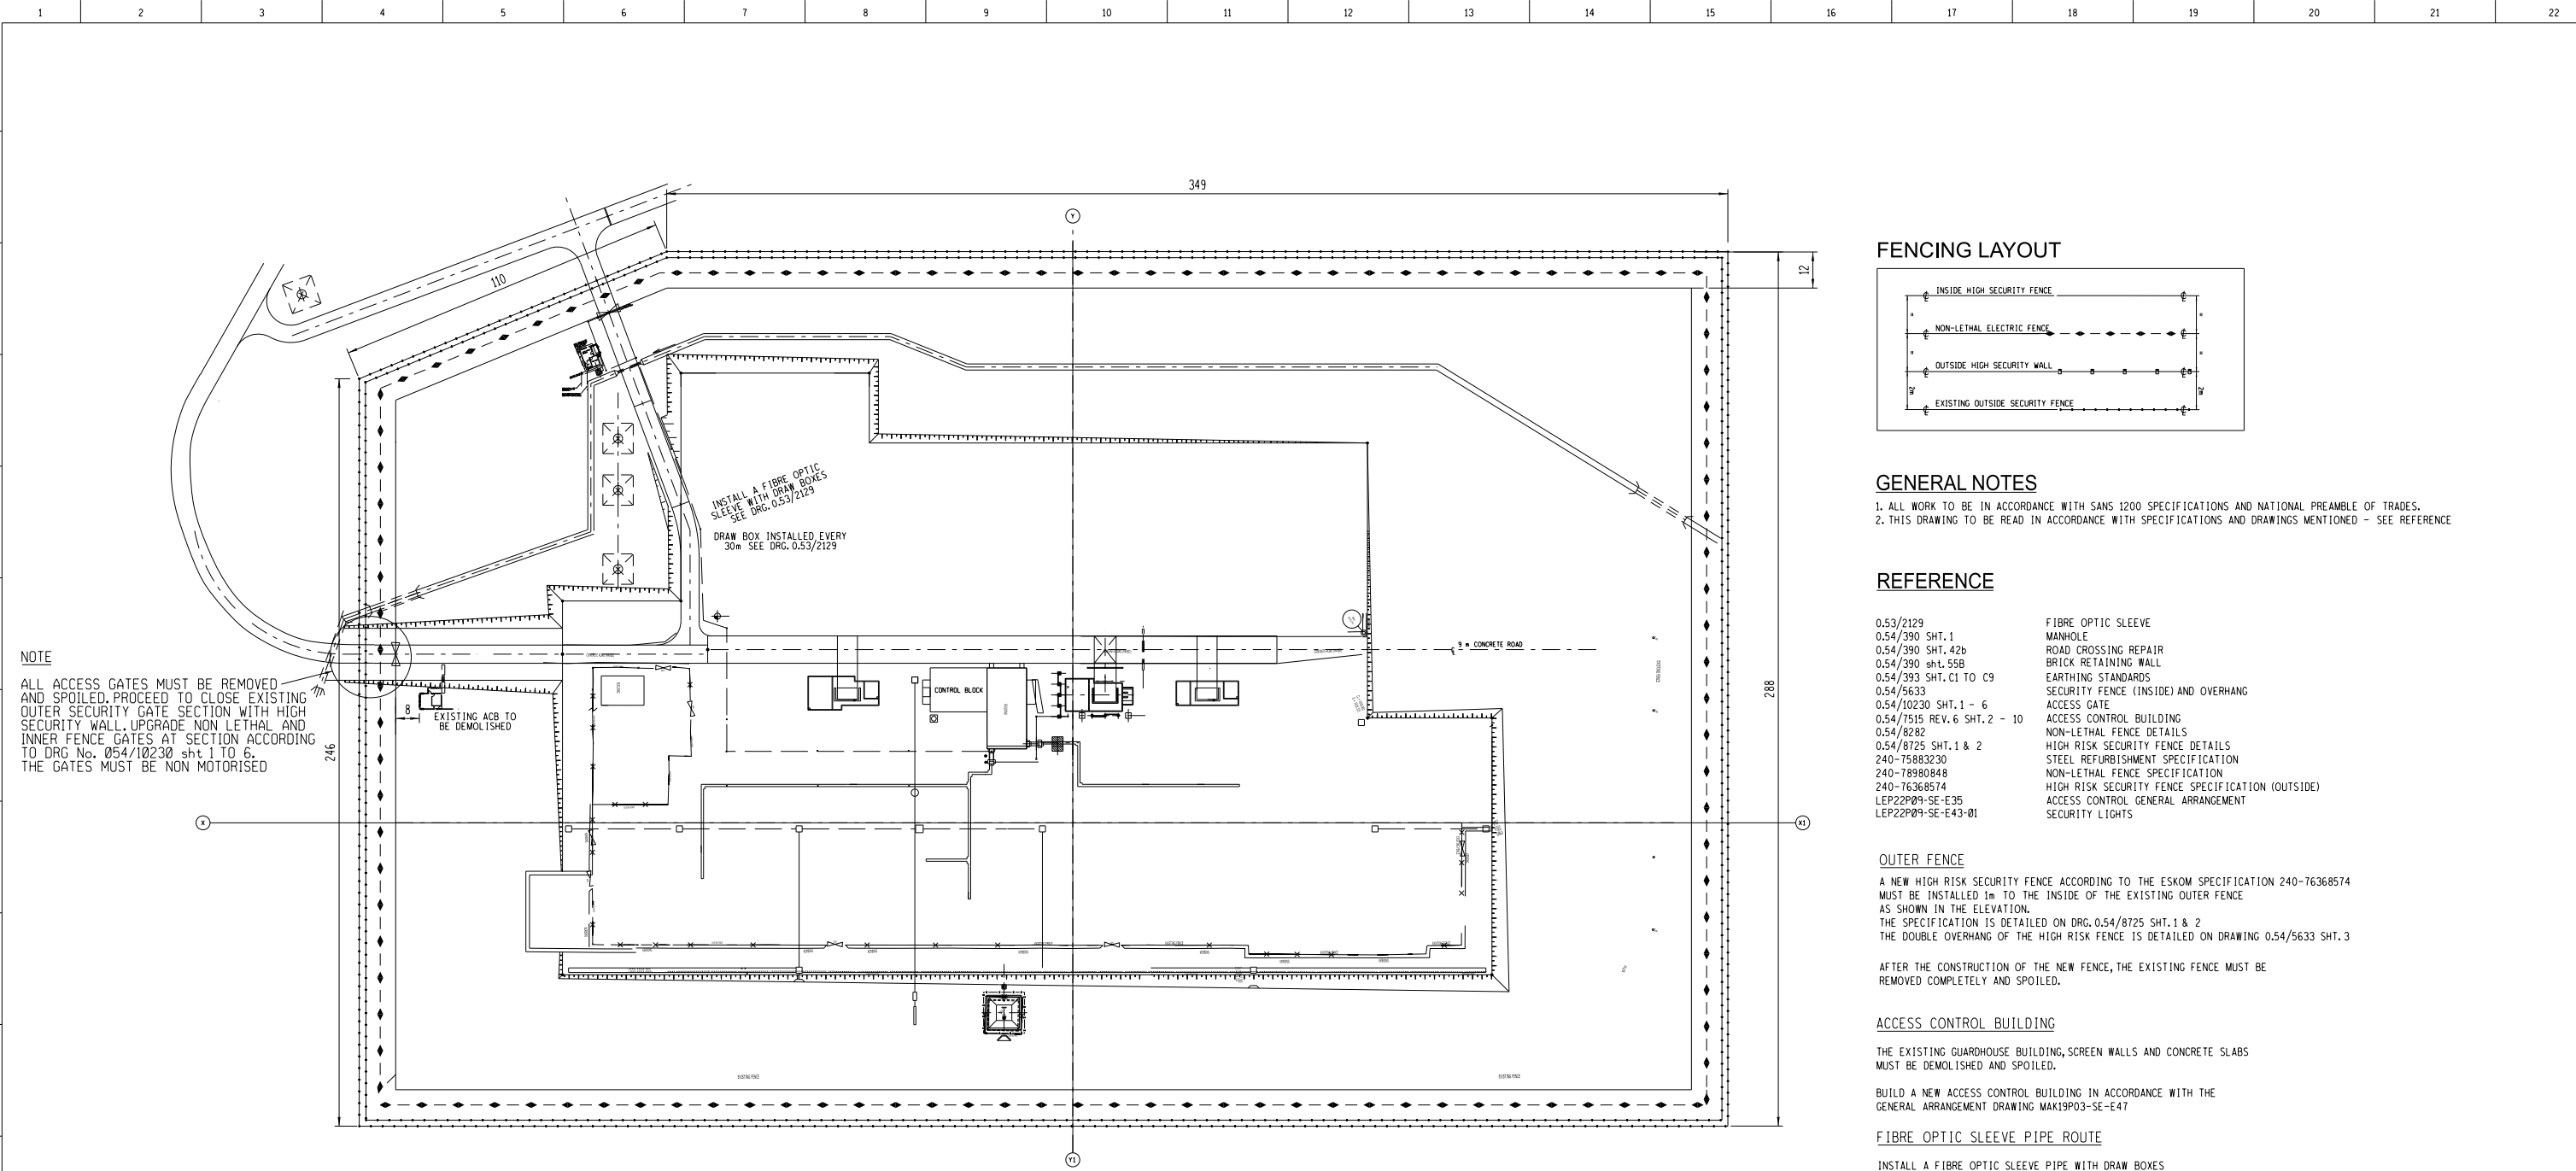 1 2 3 4 5 6 7 8 9 10 11 12 13 14 15 16 17 18 19 20 21 22
349
Y
12
110
INSTALL A FIBRE OPTIC
SLEEVE WITH DRAW BOXES
SEE DRG. 0.53/2129
DRAW BOX INSTALLED EVERY
30m SEE DRG. 0.53/2129
9 m CONCRETE ROAD
CONTROL BLOCK
288
8
EXISTING ACB TO
BE DEMOLISHED
246
X
X1
EXISTING FENCE
EXISTING FENCE
Y1
NOTE
ALL ACCESS GATES MUST BE REMOVED
AND SPOILED. PROCEED TO CLOSE EXISTING
OUTER SECURITY GATE SECTION WITH HIGH
SECURITY WALL. UPGRADE NON LETHAL AND
INNER FENCE GATES AT SECTION ACCORDING
TO DRG No. Ø54/1Ø23Ø sht 1 TO 6.
THE GATES MUST BE NON MOTORISED
FENCING LAYOUT
INSIDE HIGH SECURITY FENCE
NON-LETHAL ELECTRIC FENCE
OUTSIDE HIGH SECURITY WALL
2m 2m
EXISTING OUTSIDE SECURITY FENCE
GENERAL NOTES
1. ALL WORK TO BE IN ACCORDANCE WITH SANS 1200 SPECIFICATIONS AND NATIONAL PREAMBLE OF TRADES.
2. THIS DRAWING TO BE READ IN ACCORDANCE WITH SPECIFICATIONS AND DRAWINGS MENTIONED - SEE REFERENCE
REFERENCE
0.53/2129 FIBRE OPTIC SLEEVE
0.54/390 SHT. 1 MANHOLE
0.54/390 SHT. 42b ROAD CROSSING REPAIR
0.54/390 sht. 55B BRICK RETAINING WALL
0.54/393 SHT. C1 TO C9 EARTHING STANDARDS
0.54/5633 SECURITY FENCE (INSIDE) AND OVERHANG
0.54/10230 SHT. 1 - 6 ACCESS GATE
0.54/7515 REV. 6 SHT. 2 - 10 ACCESS CONTROL BUILDING
0.54/8282 NON-LETHAL FENCE DETAILS
0.54/8725 SHT. 1 & 2 HIGH RISK SECURITY FENCE DETAILS
240-75883230 STEEL REFURBISHMENT SPECIFICATION
240-78980848 NON-LETHAL FENCE SPECIFICATION
240-76368574 HIGH RISK SECURITY FENCE SPECIFICATION (OUTSIDE)
LEP22PØ9-SE-E35 ACCESS CONTROL GENERAL ARRANGEMENT
LEP22PØ9-SE-E43-Ø1 SECURITY LIGHTS
OUTER FENCE
A NEW HIGH RISK SECURITY FENCE ACCORDING TO THE ESKOM SPECIFICATION 240-76368574
MUST BE INSTALLED 1m TO THE INSIDE OF THE EXISTING OUTER FENCE
AS SHOWN IN THE ELEVATION.
THE SPECIFICATION IS DETAILED ON DRG. 0.54/8725 SHT. 1 & 2
THE DOUBLE OVERHANG OF THE HIGH RISK FENCE IS DETAILED ON DRAWING 0.54/5633 SHT. 3
AFTER THE CONSTRUCTION OF THE NEW FENCE, THE EXISTING FENCE MUST BE
REMOVED COMPLETELY AND SPOILED.
ACCESS CONTROL BUILDING
THE EXISTING GUARDHOUSE BUILDING, SCREEN WALLS AND CONCRETE SLABS
MUST BE DEMOLISHED AND SPOILED.
BUILD A NEW ACCESS CONTROL BUILDING IN ACCORDANCE WITH THE
GENERAL ARRANGEMENT DRAWING MAK19P03-SE-E47
FIBRE OPTIC SLEEVE PIPE ROUTE
INSTALL A FIBRE OPTIC SLEEVE PIPE WITH DRAW BOXES